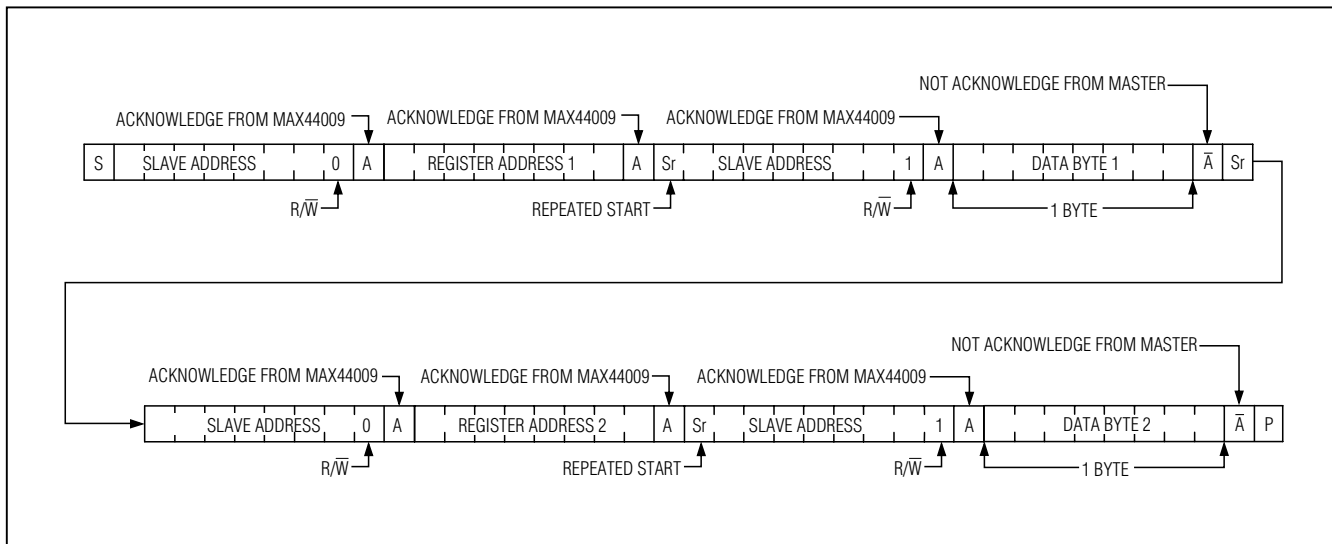 NOT ACKNOWLEDGE FROM MASTER
ACKNOWLEDGE FROM MAX44009 ACKNOWLEDGE FROM MAX44009 ACKNOWLEDGE FROM MAX44009
S SLAVE ADDRESS 0 A REGISTER ADDRESS 1 A Sr SLAVE ADDRESS 1 A DATA BYTE 1 A̅ Sr
R/W̅ REPEATED START R/W̅ 1 BYTE
NOT ACKNOWLEDGE FROM MASTER
ACKNOWLEDGE FROM MAX44009 ACKNOWLEDGE FROM MAX44009 ACKNOWLEDGE FROM MAX44009
SLAVE ADDRESS 0 A REGISTER ADDRESS 2 A Sr SLAVE ADDRESS 1 A DATA BYTE 2 A̅ P
R/W̅ REPEATED START R/W̅ 1 BYTE